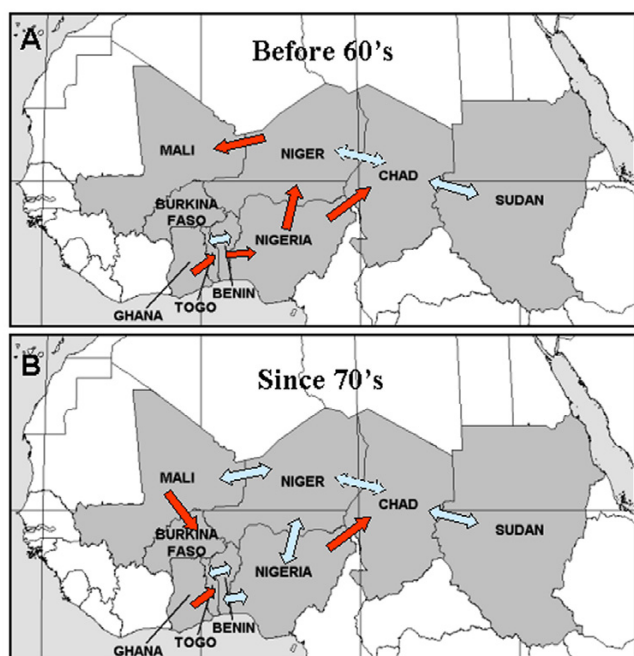 A
Before 60's
MALI
NIGER
CHAD
SUDAN
BURKINA
FASO
NIGERIA
BENIN
TOGO
GHANA
B
Since 70's
MALI
NIGER
CHAD
SUDAN
BURKINA
FASO
NIGERIA
BENIN
TOGO
GHANA